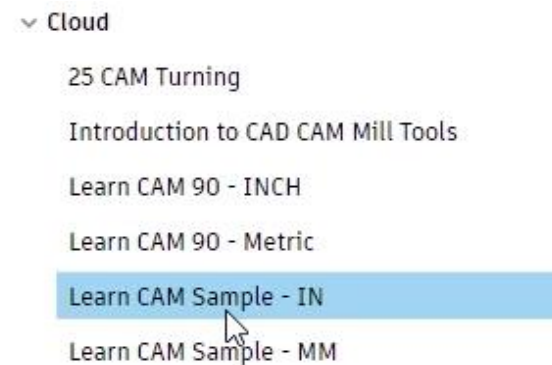 Cloud
25 CAM Turning
Introduction to CAD CAM Mill Tools
Learn CAM 90 - INCH
Learn CAM 90 - Metric
Learn CAM Sample - IN
Learn CAM Sample - MM